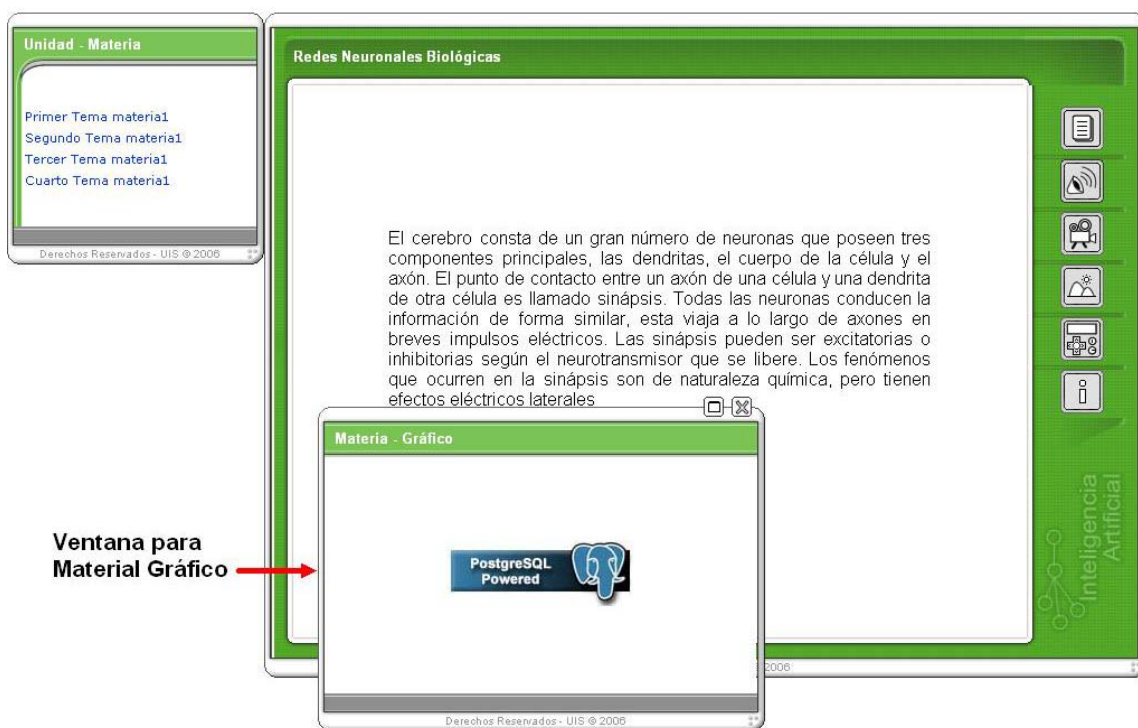 Unidad - Materia
Primer Tema materia1
Segundo Tema materia1
Tercer Tema materia1
Cuarto Tema materia1
Derechos Reservados - UIS @ 2006
Redes Neuronales Biológicas
El cerebro consta de un gran número de neuronas que poseen tres
componentes principales, las dendritas, el cuerpo de la célula y el
axón. El punto de contacto entre un axón de una célula y una dendrita
de otra célula es llamado sinápsis. Todas las neuronas conducen la
información de forma similar, esta viaja a lo largo de axones en
breves impulsos eléctricos. Las sinápsis pueden ser excitatorias o
inhibitorias según el neurotransmisor que se libere. Los fenómenos
que ocurren en la sinápsis son de naturaleza química, pero tienen
efectos eléctricos laterales
Inteligencia
Artificial
2006
Materia - Gráfico
PostgreSQL
Powered
Derechos Reservados - UIS @ 2006
Ventana para
Material Gráfico